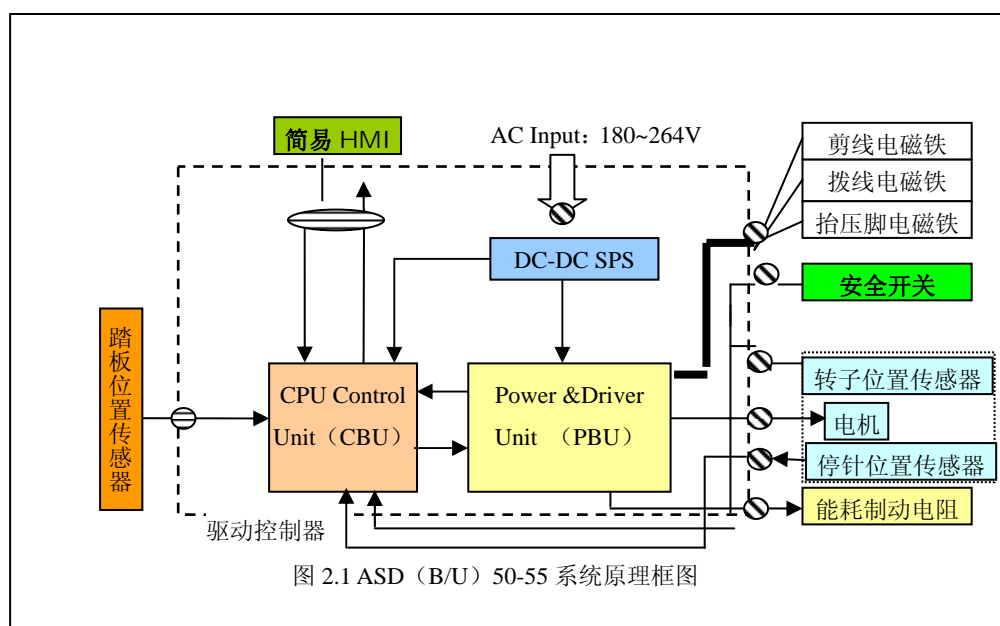 简易 HMI
AC Input：180~264V
剪线电磁铁
拨线电磁铁
抬压脚电磁铁
DC-DC SPS
安全开关
踏板位置传感器
CPU Control
Unit（CBU）
Power &Driver
Unit （PBU）
转子位置传感器
电机
停针位置传感器
能耗制动电阻
驱动控制器
图 2.1 ASD（B/U）50-55 系统原理框图